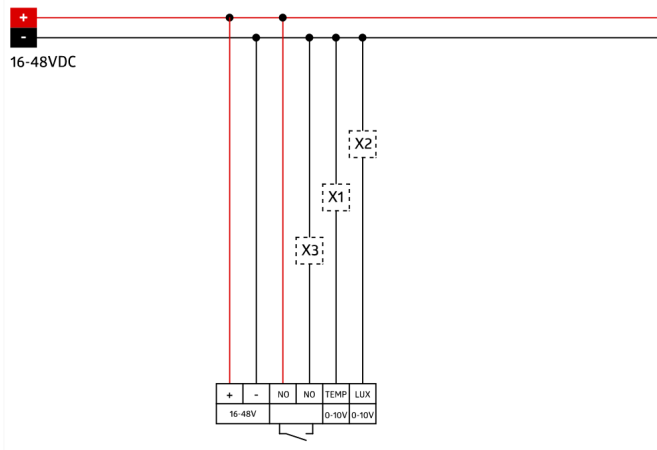 +
-
16-48VDC
X2
X1
X3
+ - NO NO TEMP LUX
16-48V 0-10V 0-10V